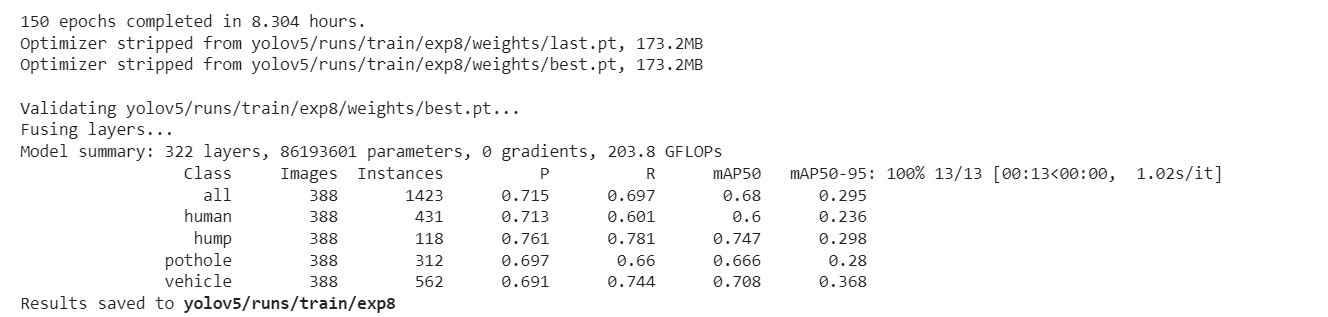 150 epochs completed in 8.304 hours.
Optimizer stripped from yolov5/runs/train/exp8/weights/last.pt, 173.2MB
Optimizer stripped from yolov5/runs/train/exp8/weights/best.pt, 173.2MB
Validating yolov5/runs/train/exp8/weights/best.pt...
Fusing layers...
Model summary: 322 layers, 86193601 parameters, 0 gradients, 203.8 GFLOPs
Class Images Instances P R mAP50 mAP50-95: 100% 13/13 [00:13<00:00, 1.02s/it]
all 388 1423 0.715 0.697 0.68 0.295
human 388 431 0.713 0.601 0.6 0.236
hump 388 118 0.761 0.781 0.747 0.298
pothole 388 312 0.697 0.66 0.666 0.28
vehicle 388 562 0.691 0.744 0.708 0.368
Results saved to yolov5/runs/train/exp8